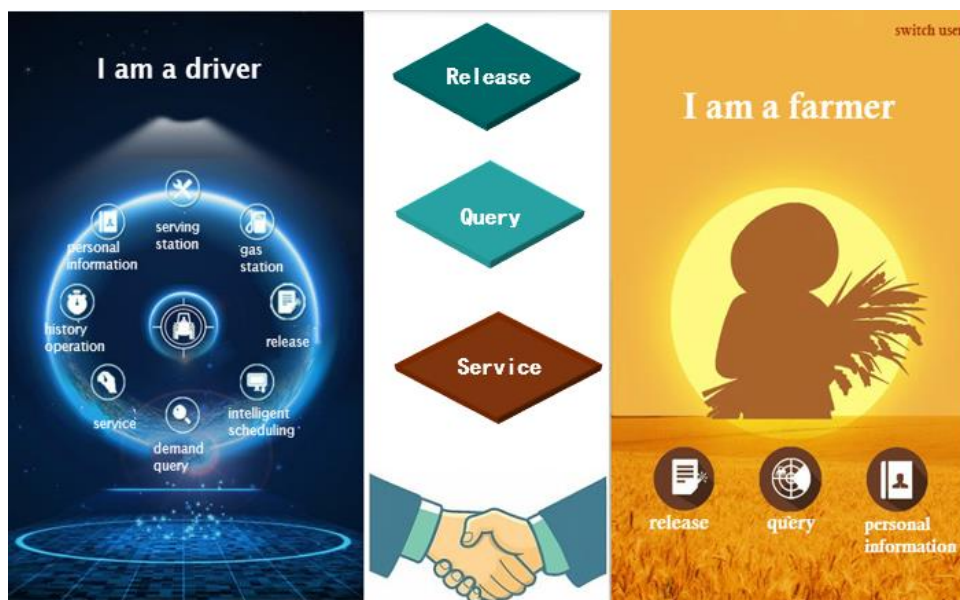 I am a driver
serving
station
personal
information
gas
station
history
operation
release
service
intelligent
scheduling
demand
query
Release
Query
Service
switch user
I am a farmer
release
query
personal
information